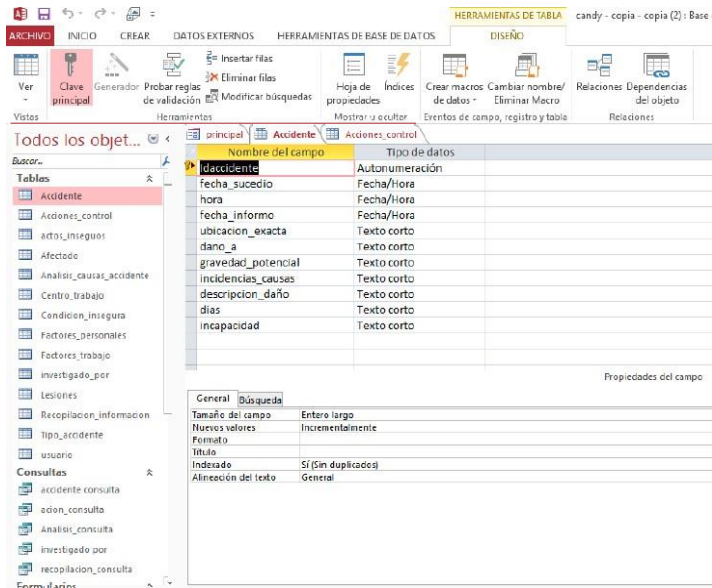 HERRAMIENTAS DE TABLA
candy - copia - copia (2) : Base
ARCHIVO INICIO CREAR DATOS EXTERNOS HERRAMIENTAS DE BASE DE DATOS DISEÑO
Ver
Clave principal
Generador
Probar reglas de validación
Insertar filas
Eliminar filas
Modificar búsquedas
Hoja de propiedades
Índices
Crear macros de datos
Cambiar nombre/ Eliminar Macro
Relaciones
Dependencias del objeto
Vistas Herramientas Mostrar u ocultar Eventos de campo, registro y tabla Relaciones
Todos los objet...
Buscar...
Tablas
Accidente
Acciones_control
actos_inseguos
Afectado
Analisis_causas_accidente
Centro_trabajo
Condicion_insegura
Factores_personales
Factores_trabajo
investigado_por
Lesiones
Recopilacion_informacion
Tipo_accidente
usuario
Consultas
accidente consulta
acion_consulta
Analisis_consulta
investigado por
recopilacion_consulta
Formularios
principal Accidente Acciones_control
Nombre del campo Tipo de datos
Idaccidente Autonumeración
fecha_sucedio Fecha/Hora
hora Fecha/Hora
fecha_informo Fecha/Hora
ubicacion_exacta Texto corto
dano_a Texto corto
gravedad_potencial Texto corto
incidencias_causas Texto corto
descripcion_daño Texto corto
dias Texto corto
incapacidad Texto corto
Propiedades del campo
General Búsqueda
Tamaño del campo Entero largo
Nuevos valores Incrementalmente
Formato
Título
Indexado Sí (Sin duplicados)
Alineación del texto General